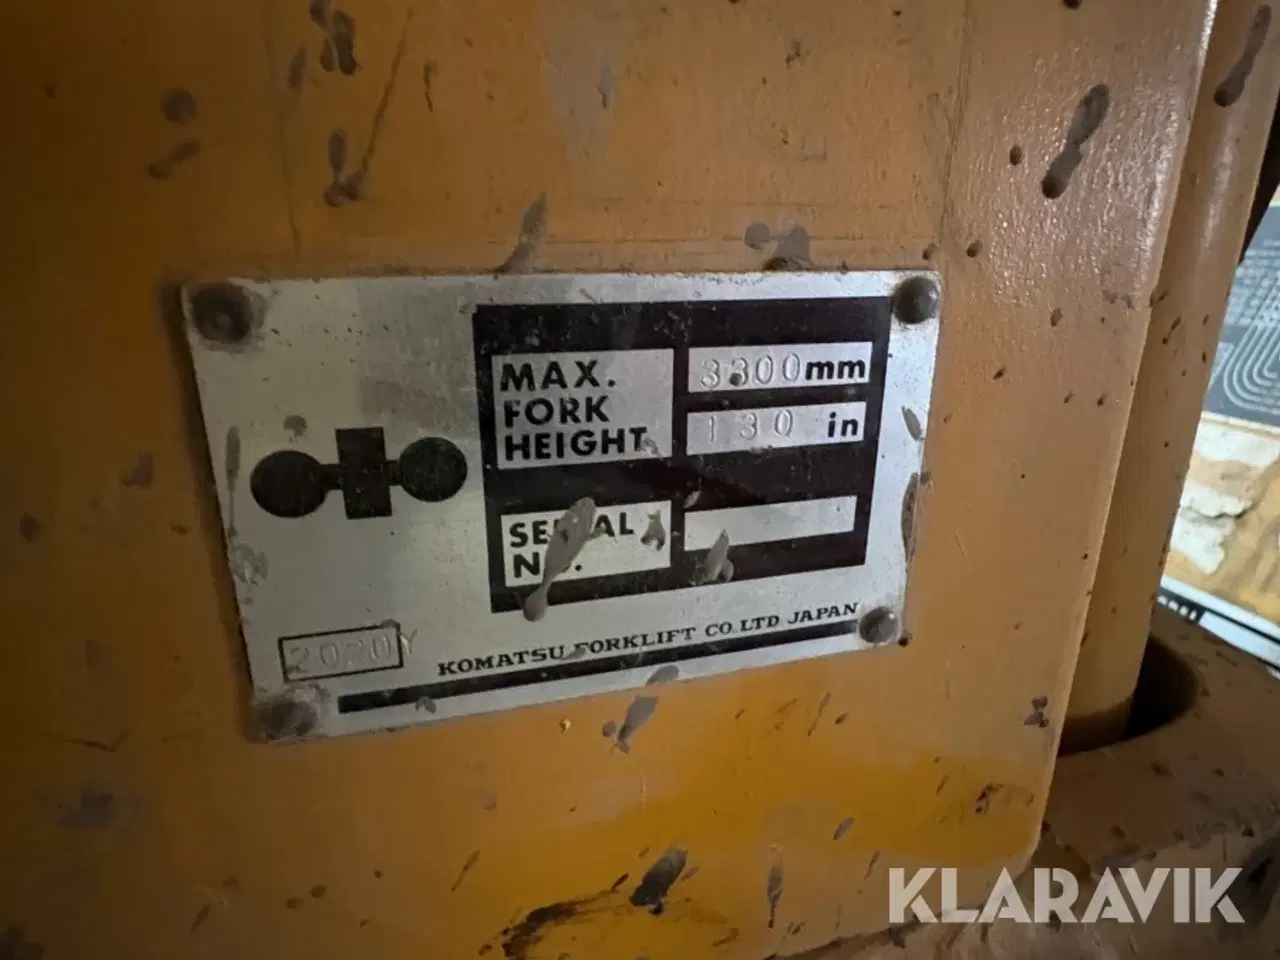 MAX.
FORK
HEIGHT
3300mm
130 in
SERIAL
NO.
2020Y
KOMATSU FORKLIFT CO. LTD JAPAN
KLARAVIK